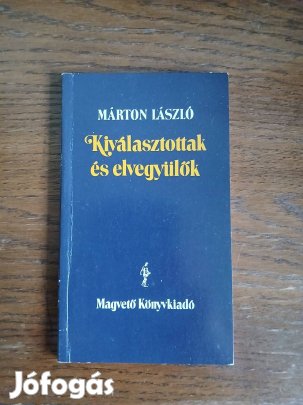 MÁRTON LÁSZLÓ
Kiválasztottak
és elvegyülők
Magvető Könyvkiadó
Jófogás